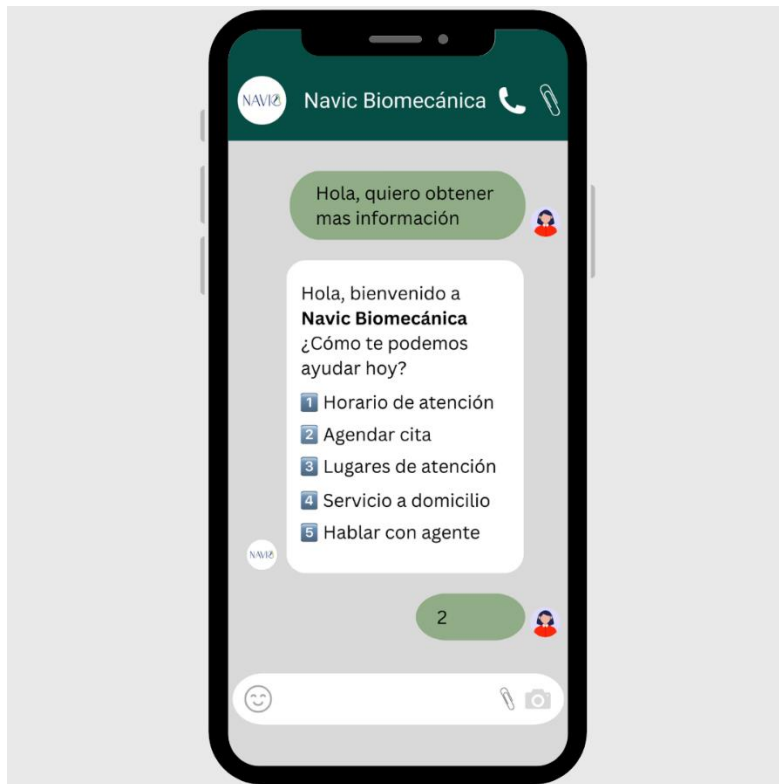 NAVIC
Navic Biomecánica
Hola, quiero obtener
mas información
Hola, bienvenido a
Navic Biomecánica
¿Cómo te podemos
ayudar hoy?
1 Horario de atención
2 Agendar cita
3 Lugares de atención
4 Servicio a domicilio
5 Hablar con agente
NAVIC
2